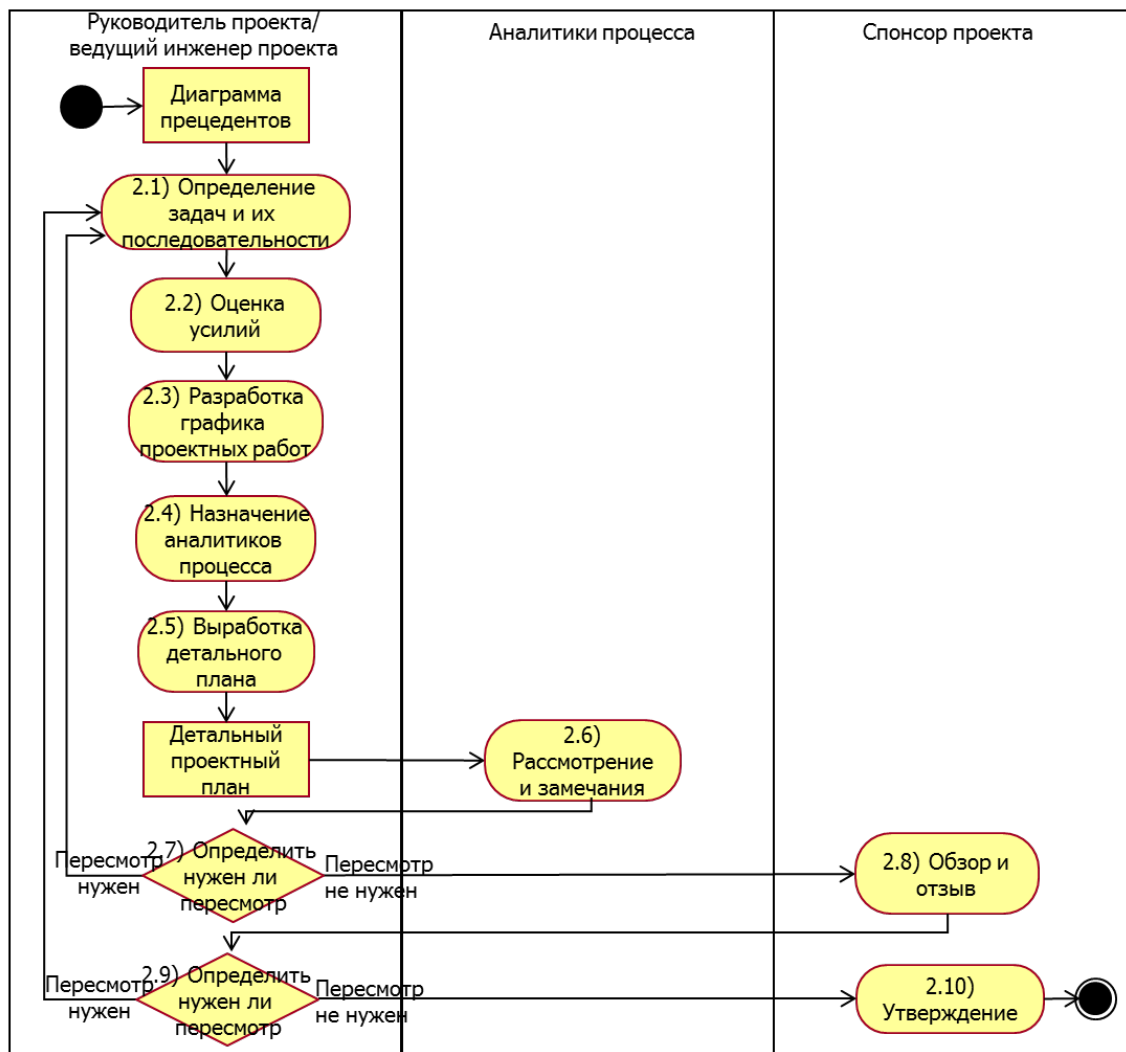 Руководитель проекта/
ведущий инженер проекта
Аналитики процесса
Спонсор проекта
Диаграмма
прецедентов
2.1) Определение
задач и их
последовательности
2.2) Оценка
усилий
2.3) Разработка
графика
проектных работ
2.4) Назначение
аналитиков
процесса
2.5) Выработка
детального
плана
Детальный
проектный
план
2.6)
Рассмотрение
и замечания
2.7) Определить
нужен ли
пересмотр
Пересмотр
нужен
Пересмотр
не нужен
2.8) Обзор и
отзыв
2.9) Определить
нужен ли
пересмотр
Пересмотр
нужен
Пересмотр
не нужен
2.10)
Утверждение